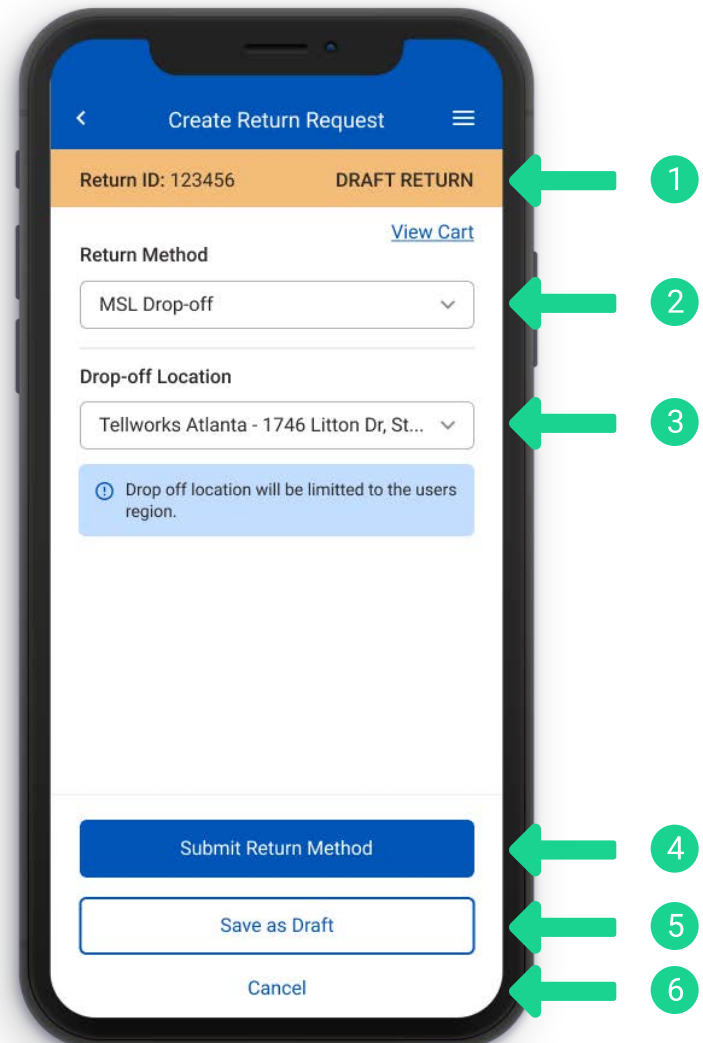 Create Return Request
Return ID: 123456 DRAFT RETURN
1
View Cart
Return Method
MSL Drop-off
2
Drop-off Location
Tellworks Atlanta - 1746 Litton Dr, St...
3
Drop off location will be limitted to the users
region.
Submit Return Method
4
Save as Draft
5
Cancel
6